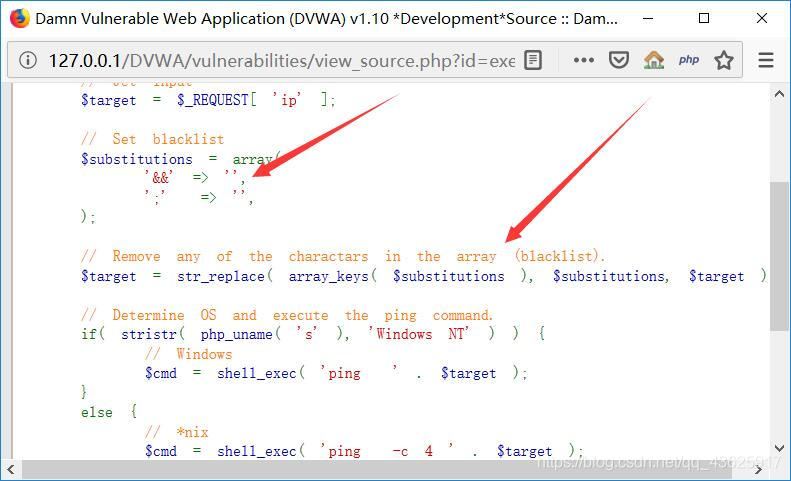 Damn Vulnerable Web Application (DVWA) v1.10 *Development*Source :: Dam...
127.0.0.1/DVWA/vulnerabilities/view_source.php?id=exe
php
// Get input
$target = $_REQUEST[ 'ip' ];
// Set blacklist
$substitutions = array(
'&&' => '',
';' => '',
);
// Remove any of the charactars in the array (blacklist).
$target = str_replace( array_keys( $substitutions ), $substitutions, $target )
// Determine OS and execute the ping command.
if( stristr( php_uname( 's' ), 'Windows NT' ) ) {
// Windows
$cmd = shell_exec( 'ping ' . $target );
}
else {
// *nix
$cmd = shell_exec( 'ping -c 4 ' . $target );
https://blog.csdn.net/qq_43625917